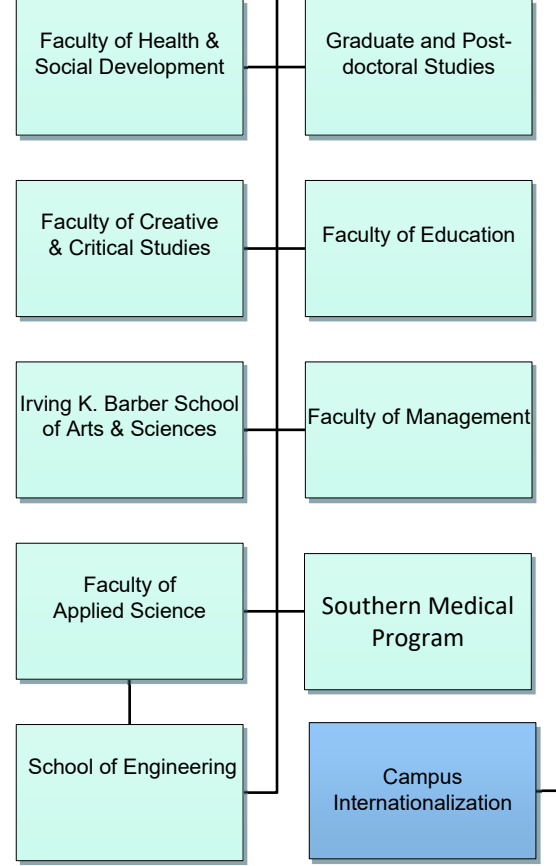 Faculty of Health &
Social Development
Graduate and Post-
doctoral Studies
Faculty of Creative
& Critical Studies
Faculty of Education
Irving K. Barber School
of Arts & Sciences
Faculty of Management
Faculty of
Applied Science
Southern Medical
Program
School of Engineering
Campus
Internationalization